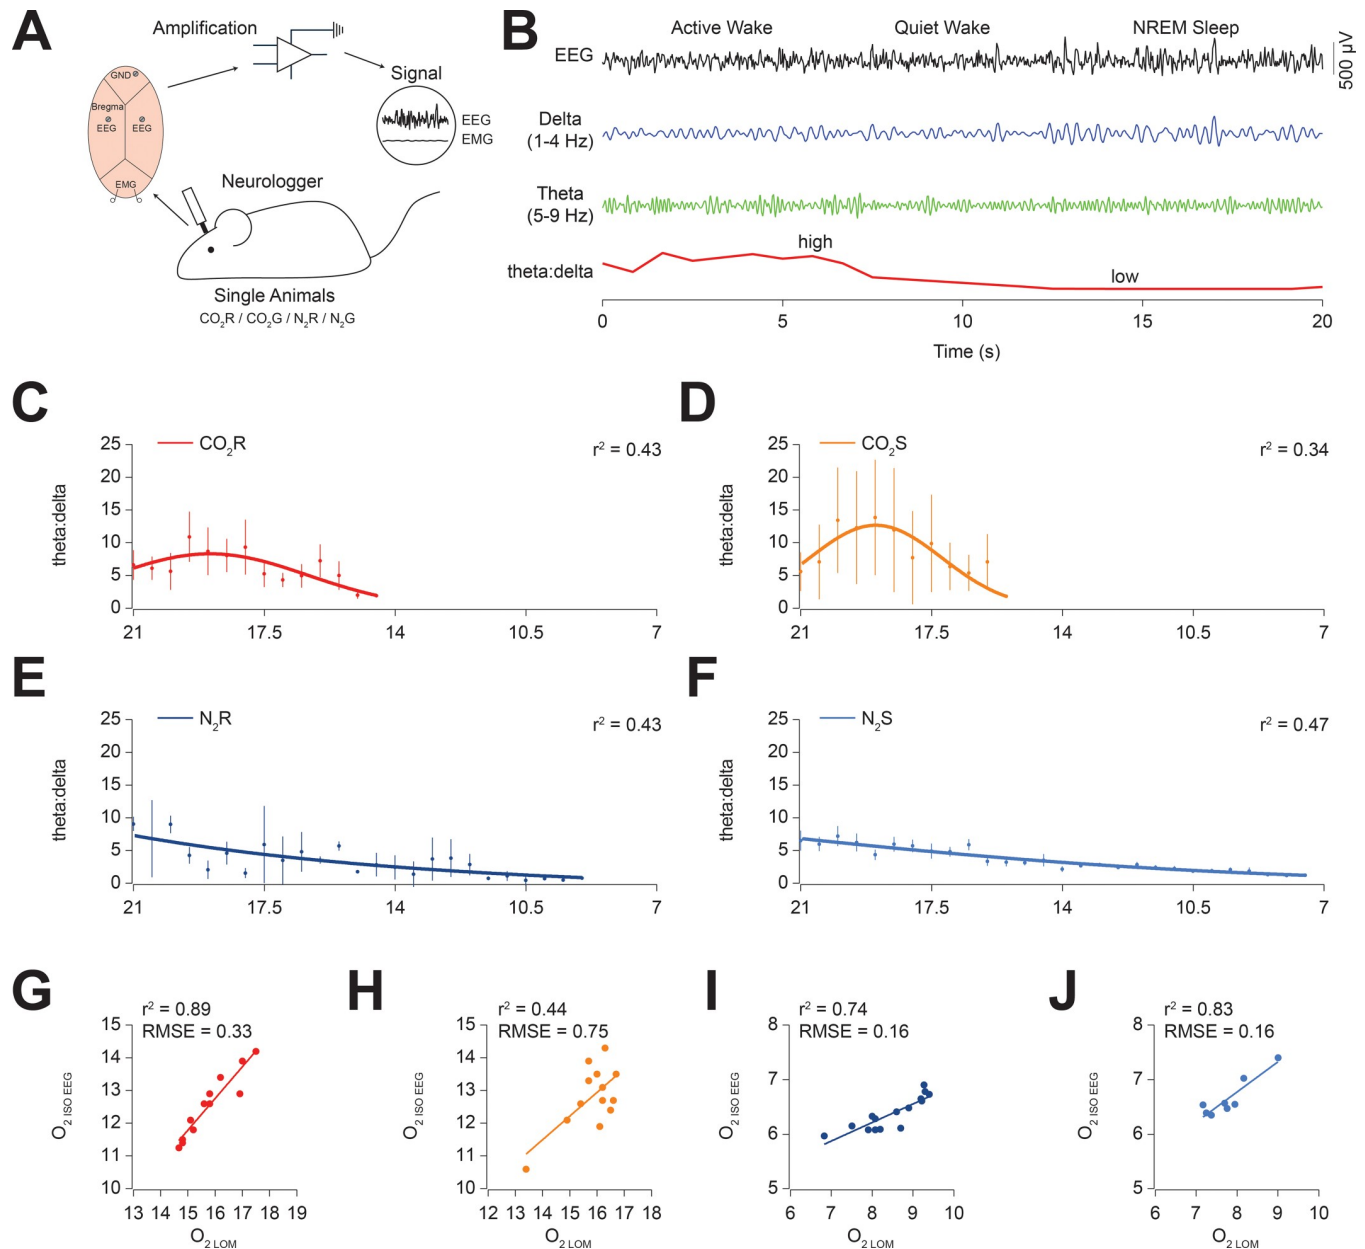 A
Amplification
GND
Bregma
EEG EEG
EMG
Signal
EEG
EMG
Neurologger
Single Animals
CO₂R / CO₂G / N₂R / N₂G
B
Active Wake Quiet Wake NREM Sleep
EEG
500 µV
Delta
(1-4 Hz)
Theta
(5-9 Hz)
high
theta:delta
low
0 5 10 15 20
Time (s)
C
CO₂R
r² = 0.43
theta:delta
25
20
15
10
5
0
21 17.5 14 10.5 7
D
CO₂S
r² = 0.34
theta:delta
25
20
15
10
5
0
21 17.5 14 10.5 7
E
N₂R
r² = 0.43
theta:delta
25
20
15
10
5
0
21 17.5 14 10.5 7
F
N₂S
r² = 0.47
theta:delta
25
20
15
10
5
0
21 17.5 14 10.5 7
G
r² = 0.89
RMSE = 0.33
O₂ ISO EEG
15
14
13
12
11
10
13 14 15 16 17 18 19
O₂ LOM
H
r² = 0.44
RMSE = 0.75
O₂ ISO EEG
15
14
13
12
11
10
12 13 14 15 16 17 18
O₂ LOM
I
r² = 0.74
RMSE = 0.16
O₂ ISO EEG
8
7
6
5
6 7 8 9 10
O₂ LOM
J
r² = 0.83
RMSE = 0.16
O₂ ISO EEG
8
7
6
5
6 7 8 9 10
O₂ LOM